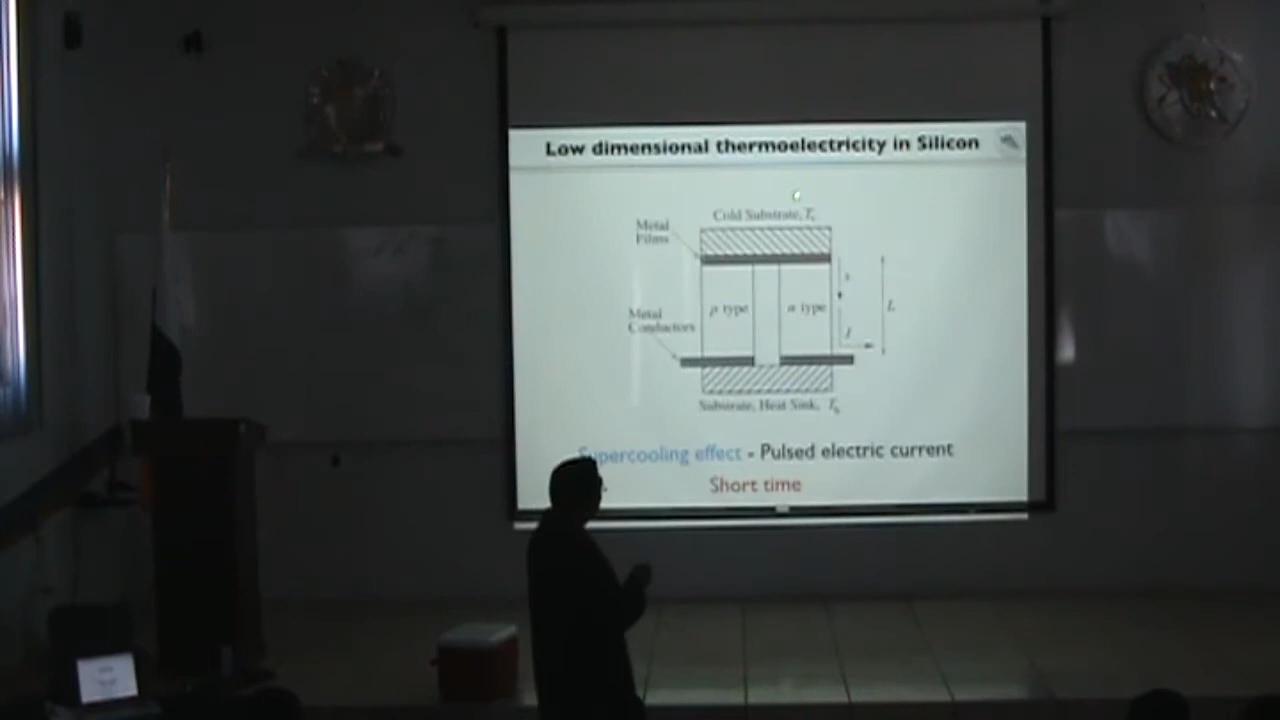 Low dimensional thermoelectricity in Silicon
Cold Substrate, Tc
Metal
Films
x
p type
n type
L
Metal
Conductors
I
Substrate, Heat Sink, Th
Supercooling effect - Pulsed electric current
Short time